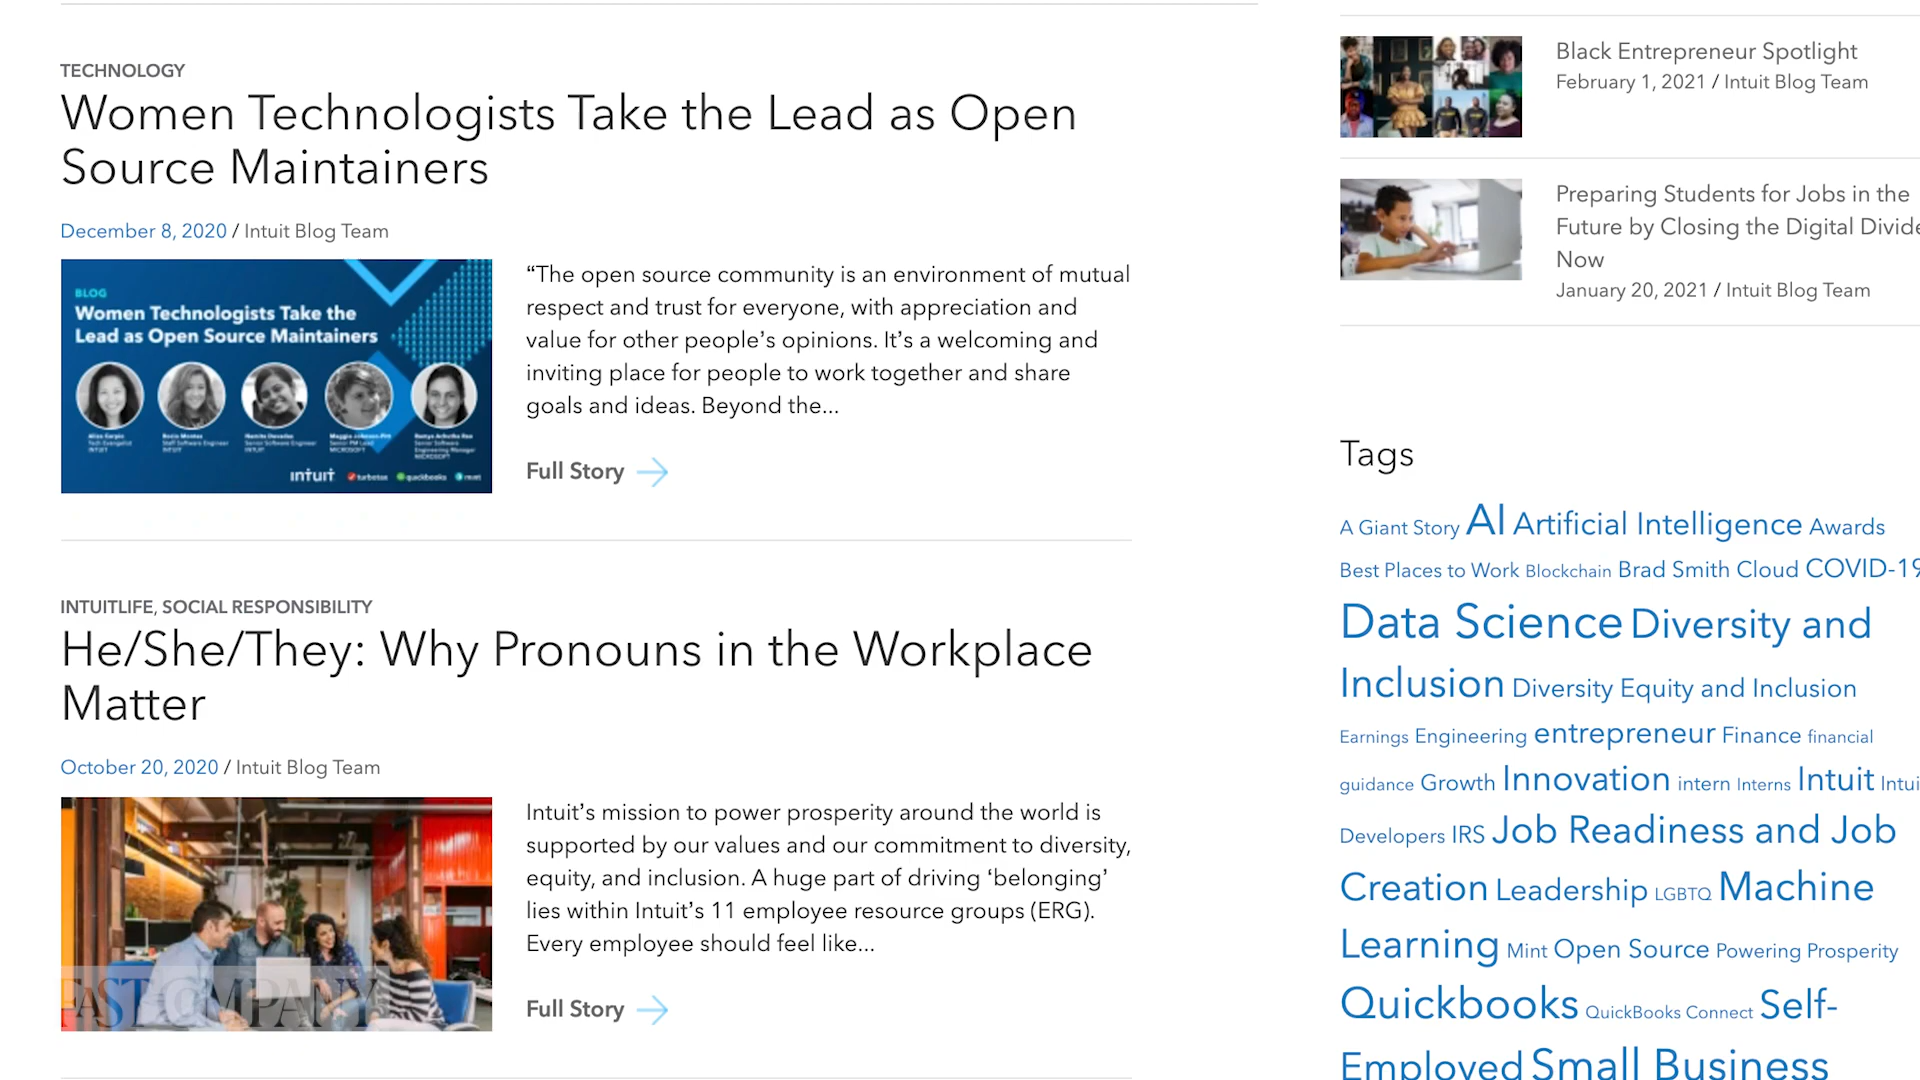 TECHNOLOGY
Women Technologists Take the Lead as Open
Source Maintainers
December 8, 2020 / Intuit Blog Team
BLOG
Women Technologists Take the
Lead as Open Source Maintainers
INTUIT
INTUIT
INTUIT
MICROSOFT
MICROSOFT
intuit turbotax quickbooks mint
“The open source community is an environment of mutual
respect and trust for everyone, with appreciation and
value for other people’s opinions. It’s a welcoming and
inviting place for people to work together and share
goals and ideas. Beyond the...
Full Story
INTUITLIFE, SOCIAL RESPONSIBILITY
He/She/They: Why Pronouns in the Workplace
Matter
October 20, 2020 / Intuit Blog Team
FAST COMPANY
Intuit’s mission to power prosperity around the world is
supported by our values and our commitment to diversity,
equity, and inclusion. A huge part of driving ‘belonging’
lies within Intuit’s 11 employee resource groups (ERG).
Every employee should feel like...
Full Story
Black Entrepreneur Spotlight
February 1, 2021 / Intuit Blog Team
Preparing Students for Jobs in the
Future by Closing the Digital Divide
Now
January 20, 2021 / Intuit Blog Team
Tags
A Giant Story AI Artificial Intelligence Awards
Best Places to Work Blockchain Brad Smith Cloud COVID-19
Data Science Diversity and
Inclusion Diversity Equity and Inclusion
Earnings Engineering entrepreneur Finance financial
guidance Growth Innovation intern Interns Intuit Intui
Developers IRS Job Readiness and Job
Creation Leadership LGBTQ Machine
Learning Mint Open Source Powering Prosperity
Quickbooks QuickBooks Connect Self-
Employed Small Business